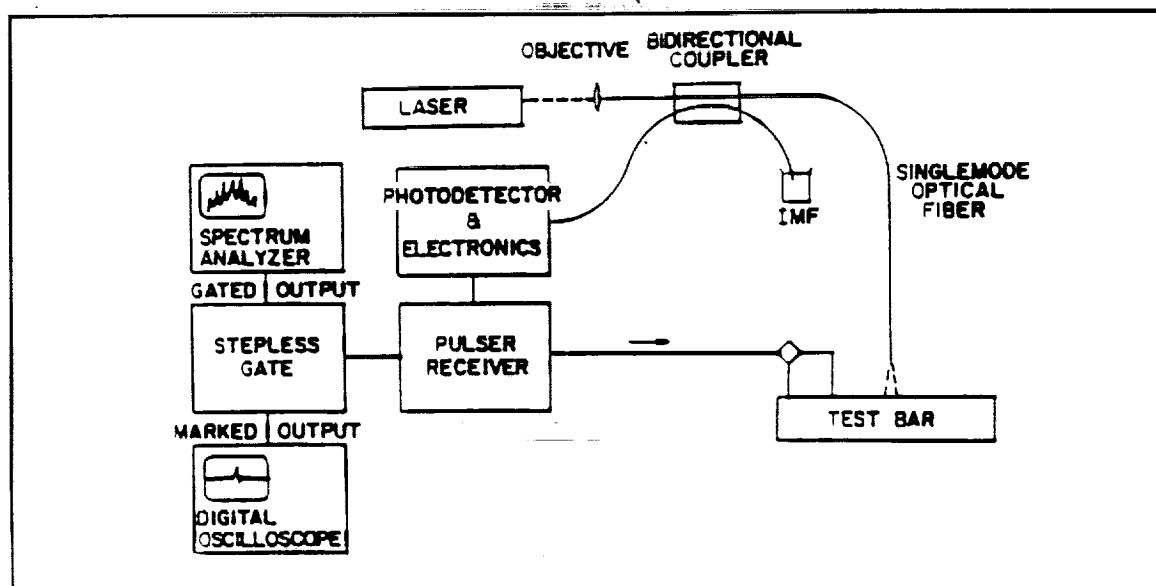 OBJECTIVE
BIDIRECTIONAL
COUPLER
LASER
SINGLEMODE
OPTICAL
FIBER
IMF
PHOTODETECTOR
&
ELECTRONICS
SPECTRUM
ANALYZER
GATED OUTPUT
STEPLESS
GATE
PULSER
RECEIVER
TEST BAR
MARKED OUTPUT
DIGITAL
OSCILLOSCOPE